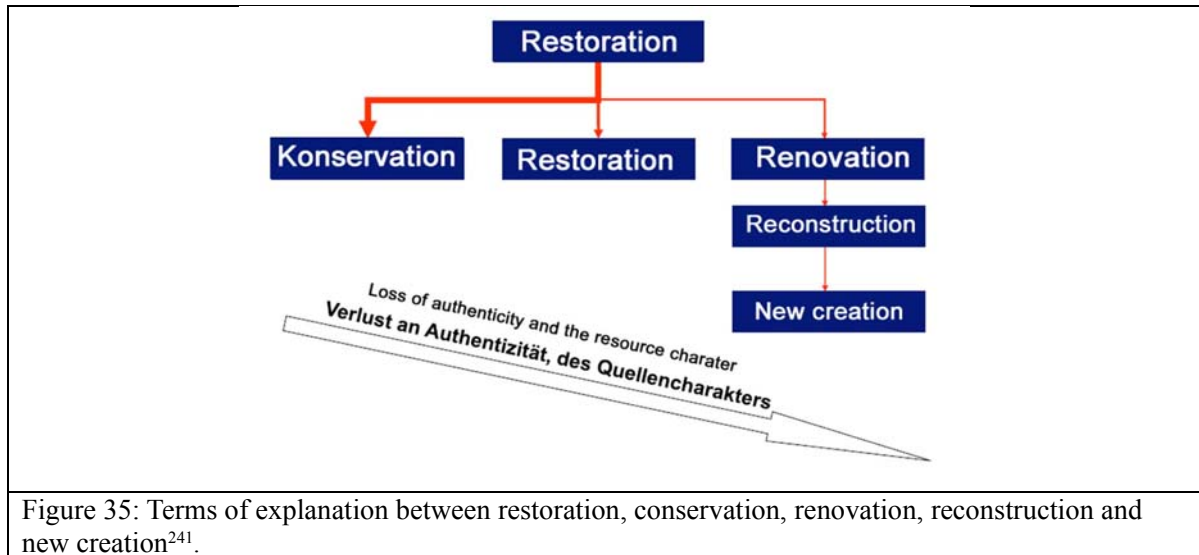 Restoration
Konservation
Restoration
Renovation
Reconstruction
New creation
Loss of authenticity and the resource charater
Verlust an Authentizität, des Quellencharakters
Figure 35: Terms of explanation between restoration, conservation, renovation, reconstruction and
new creation²⁴¹.